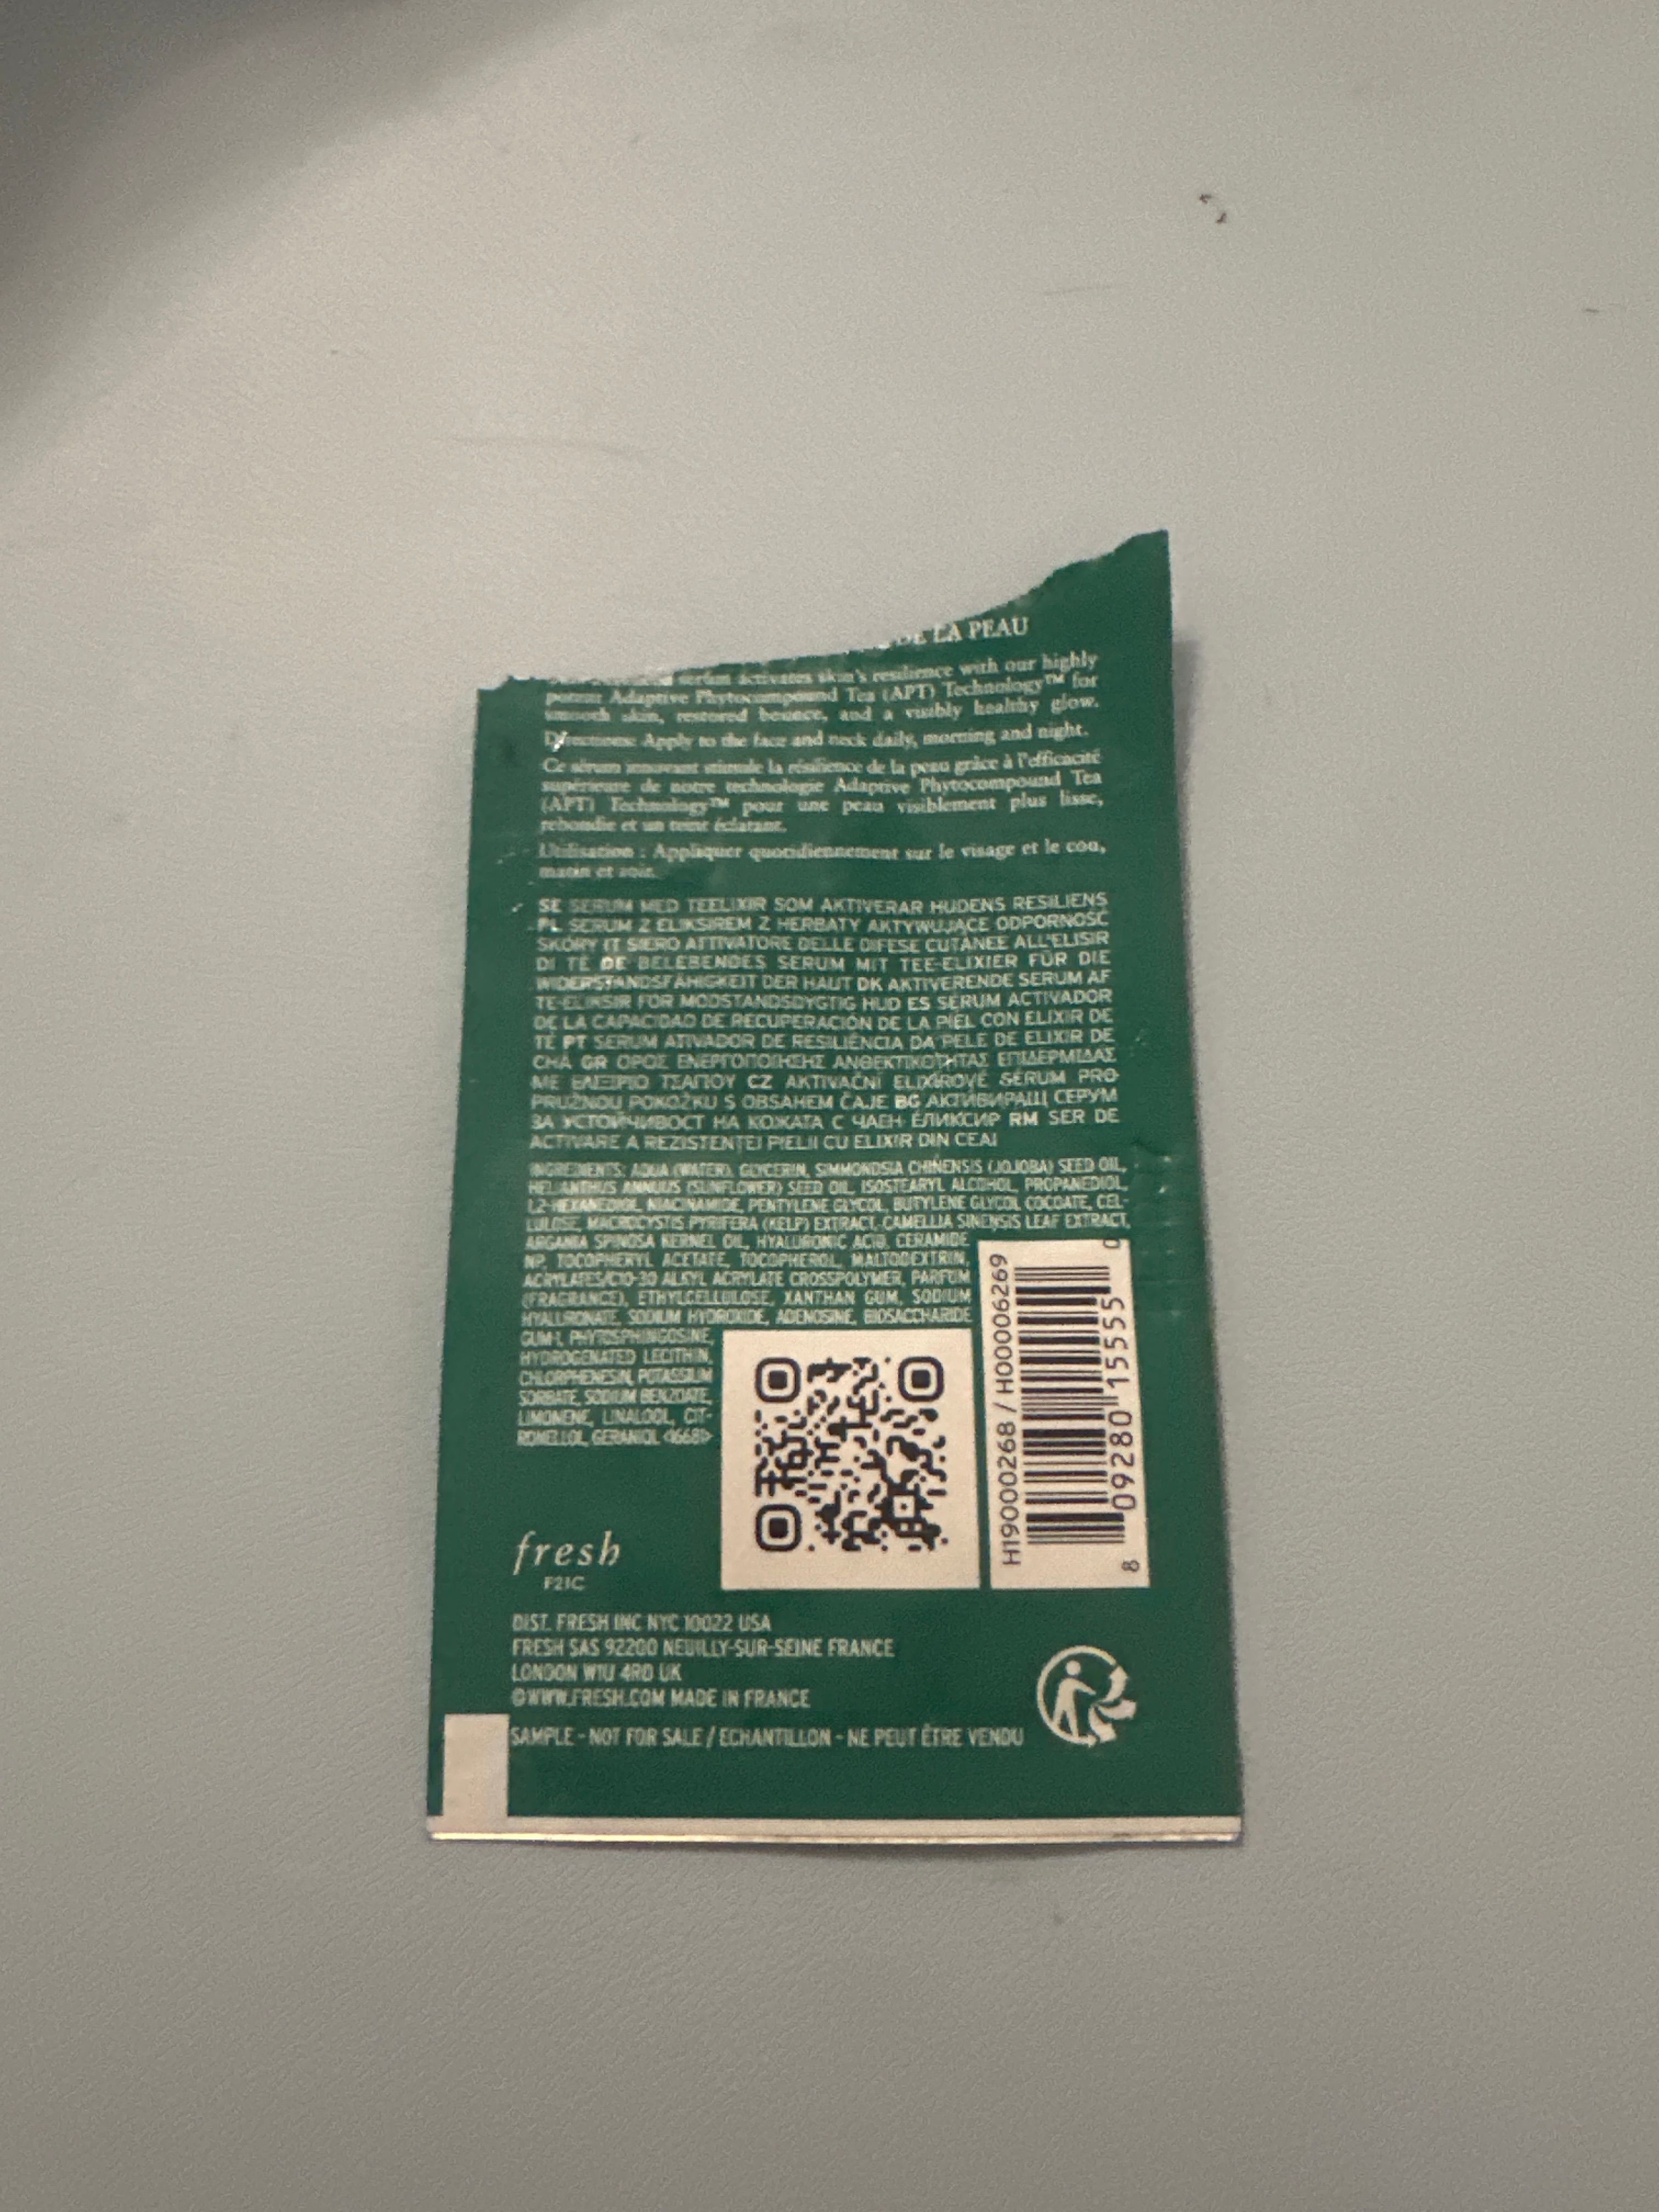 DE LA PEAU
serum activates skin's resilience with our highly
potent Adaptive Phytocompound Tea (APT) Technology™ for
smooth skin, restored bounce, and a visibly healthy glow.
Directions: Apply to the face and neck daily, morning and night.
Ce sérum innovant stimule la résilience de la peau grâce à l'efficacité
supérieure de notre technologie Adaptive Phytocompound Tea
(APT) Technology™ pour une peau visiblement plus lisse,
rebondie et un teint éclatant.
Utilisation : Appliquer quotidiennement sur le visage et le cou,
matin et soir.
SE SERUM MED TEELIXIR SOM AKTIVERAR HUDENS RESILIENS
PL SERUM Z ELIKSIREM Z HERBATY AKTYWUJĄCE ODPORNOŚĆ
SKÓRY IT SIERO ATTIVATORE DELLE DIFESE CUTANEE ALL'ELISIR
DI TÈ DE BELEBENDES SERUM MIT TEE-ELIXIER FÜR DIE
WIDERSTANDSFÄHIGKEIT DER HAUT DK AKTIVERENDE SERUM AF
TE-ELIKSIR FOR MODSTANDSDYGTIG HUD ES SÉRUM ACTIVADOR
DE LA CAPACIDAD DE RECUPERACIÓN DE LA PIEL CON ELIXIR DE
TÉ PT SÉRUM ATIVADOR DE RESILIÊNCIA DA PELE DE ELIXIR DE
CHÁ GR ΟΡΟΣ ΕΝΕΡΓΟΠΟΙΗΣΗΣ ΑΝΘΕΚΤΙΚΟΤΗΤΑΣ ΕΠΙΔΕΡΜΙΔΑΣ
ΜΕ ΕΛΙΞΙΡΙΟ ΤΣΑΓΙΟΥ CZ AKTIVAČNÍ ELIXÍROVÉ SÉRUM PRO
PRUŽNOU POKOŽKU S OBSAHEM ČAJE BG АКТИВИРАЩ СЕРУМ
ЗА УСТОЙЧИВОСТ НА КОЖАТА С ЧАЕН ЕЛИКСИР RM SER DE
ACTIVARE A REZISTENȚEI PIELII CU ELIXIR DIN CEAI
INGREDIENTS: AQUA (WATER), GLYCERIN, SIMMONDSIA CHINENSIS (JOJOBA) SEED OIL,
HELIANTHUS ANNUUS (SUNFLOWER) SEED OIL, ISOSTEARYL ALCOHOL, PROPANEDIOL,
1,2-HEXANEDIOL, NIACINAMIDE, PENTYLENE GLYCOL, BUTYLENE GLYCOL COCOATE, CEL-
LULOSE, MACROCYSTIS PYRIFERA (KELP) EXTRACT, CAMELLIA SINENSIS LEAF EXTRACT,
ARGANIA SPINOSA KERNEL OIL, HYALURONIC ACID, CERAMIDE
NP, TOCOPHERYL ACETATE, TOCOPHEROL, MALTODEXTRIN,
ACRYLATES/C10-30 ALKYL ACRYLATE CROSSPOLYMER, PARFUM
(FRAGRANCE), ETHYLCELLULOSE, XANTHAN GUM, SODIUM
HYALURONATE, SODIUM HYDROXIDE, ADENOSINE, BIOSACCHARIDE
GUM-1, PHYTOSPHINGOSINE,
HYDROGENATED LECITHIN,
CHLORPHENESIN, POTASSIUM
SORBATE, SODIUM BENZOATE,
LIMONENE, LINALOOL, CIT-
RONELLOL, GERANIOL <1668>
H19000268 / H00006269
8 09280 15555 0
fresh
F21C
DIST. FRESH INC NYC 10022 USA
FRESH SAS 92200 NEUILLY-SUR-SEINE FRANCE
LONDON W1U 4RD UK
©WWW.FRESH.COM MADE IN FRANCE
SAMPLE - NOT FOR SALE / ECHANTILLON - NE PEUT ÊTRE VENDU